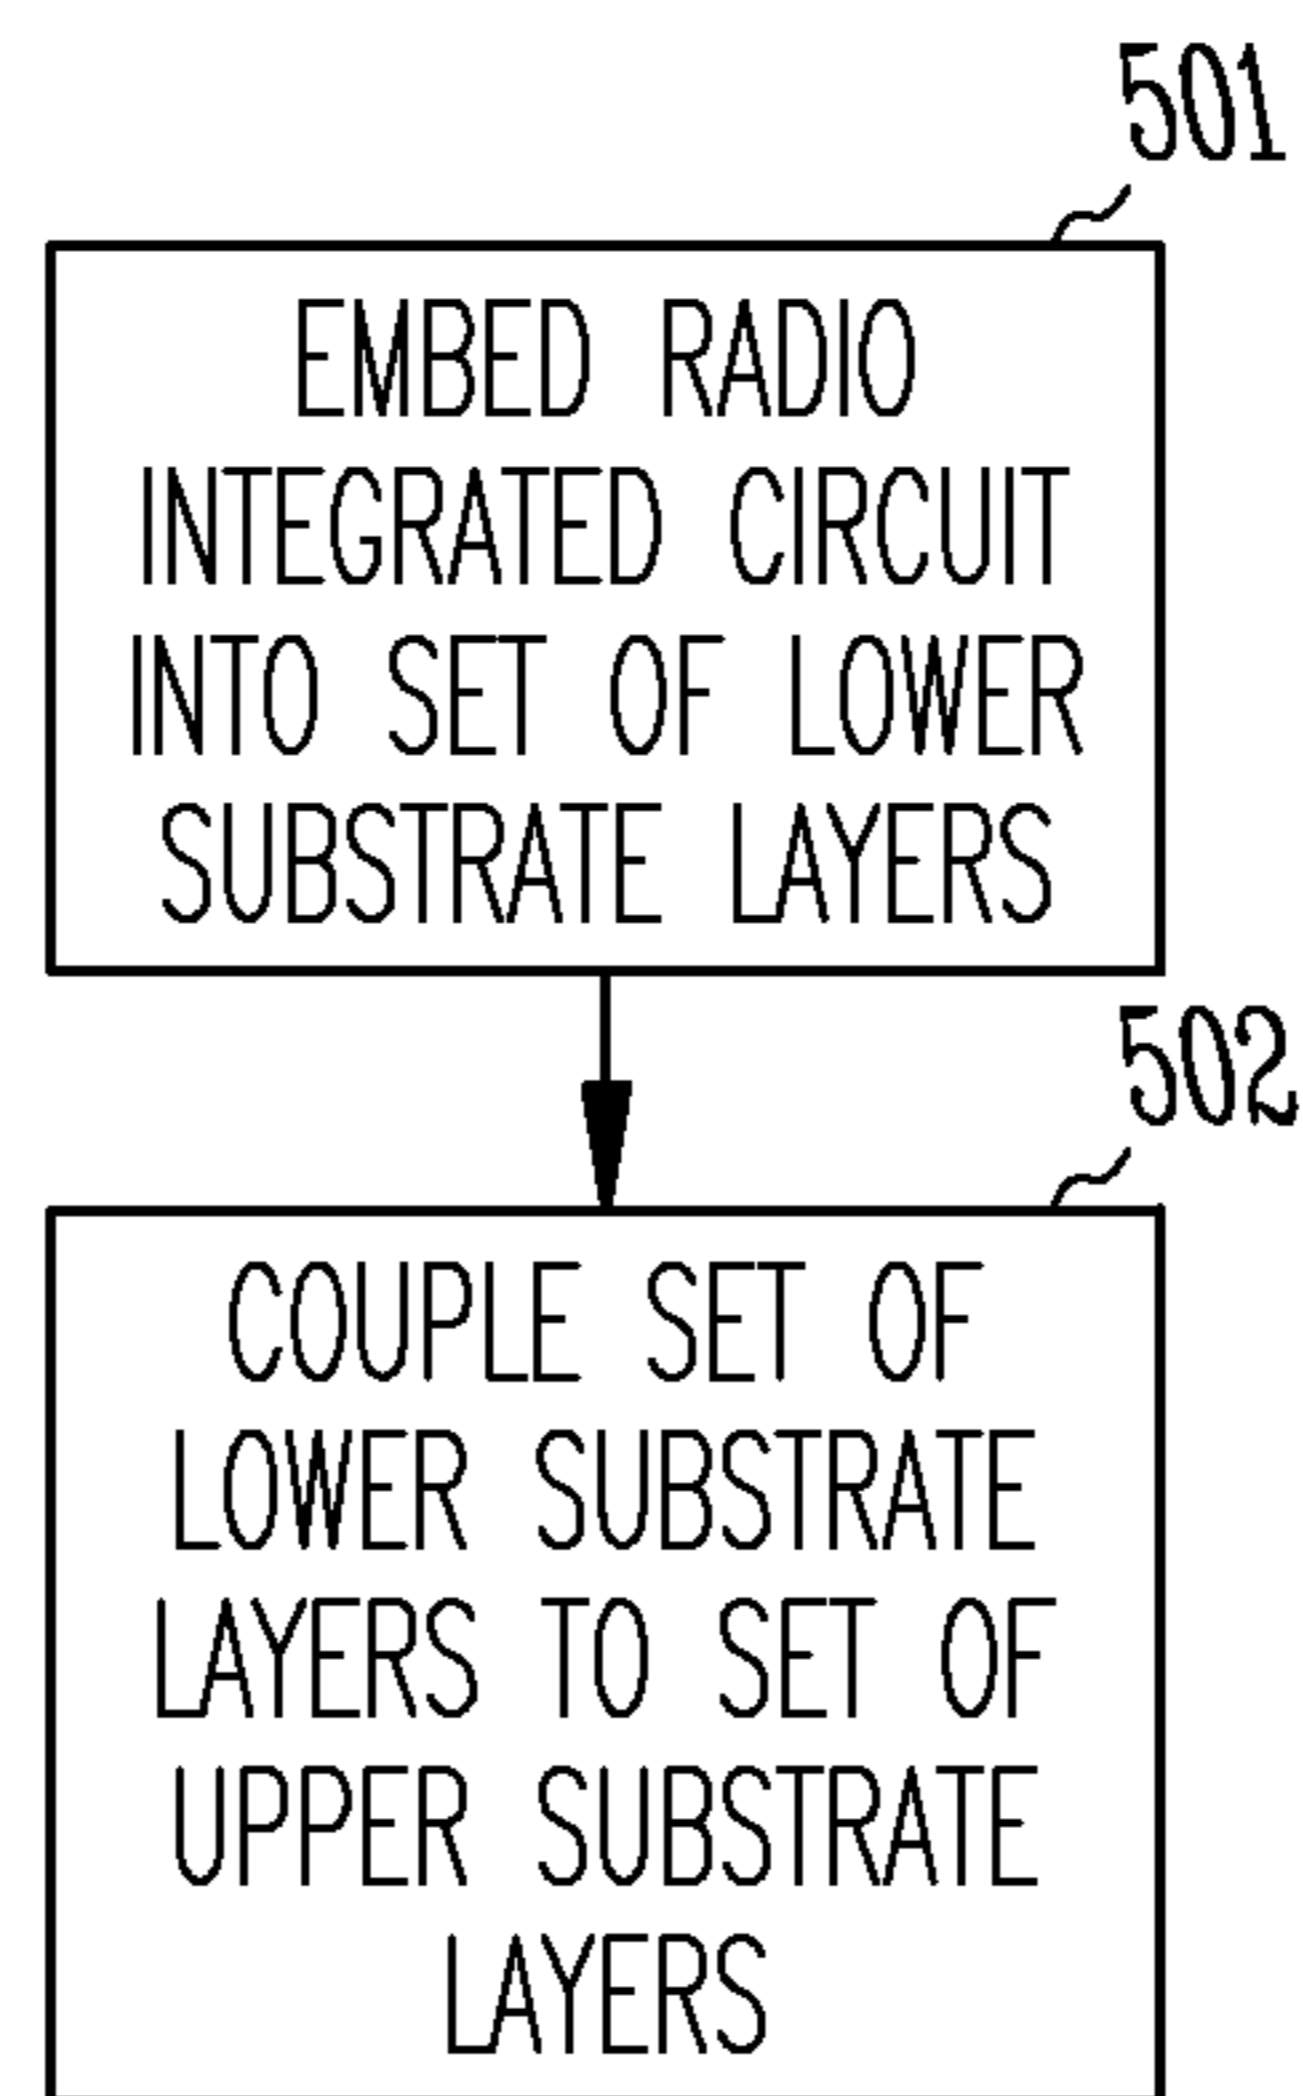 501
EMBED RADIO
INTEGRATED CIRCUIT
INTO SET OF LOWER
SUBSTRATE LAYERS
502
COUPLE SET OF
LOWER SUBSTRATE
LAYERS TO SET OF
UPPER SUBSTRATE
LAYERS